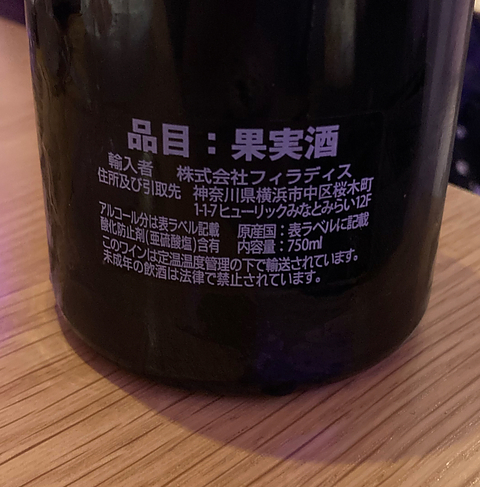 品目：果実酒
輸入者 株式会社フィラディス
住所及び引取先 神奈川県横浜市中区桜木町
1-1-7ヒューリックみなとみらい12F
アルコール分は表ラベル記載 原産国：表ラベルに記載
酸化防止剤(亜硫酸塩)含有 内容量：750ml
このワインは定温温度管理の下で輸送されています。
未成年の飲酒は法律で禁止されています。